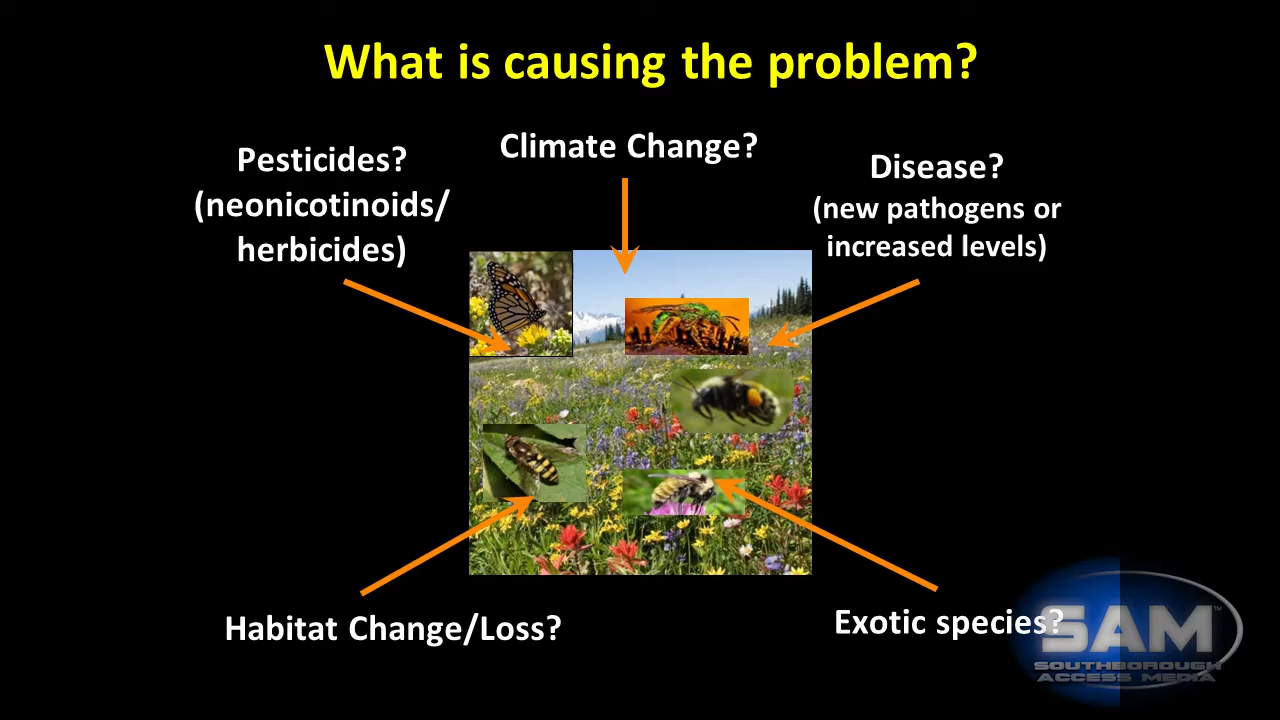 What is causing the problem?
Climate Change?
Pesticides?
(neonicotinoids/
herbicides)
Disease?
(new pathogens or
increased levels)
Habitat Change/Loss?
Exotic species?
SAM™
SOUTHBOROUGH
ACCESS MEDIA